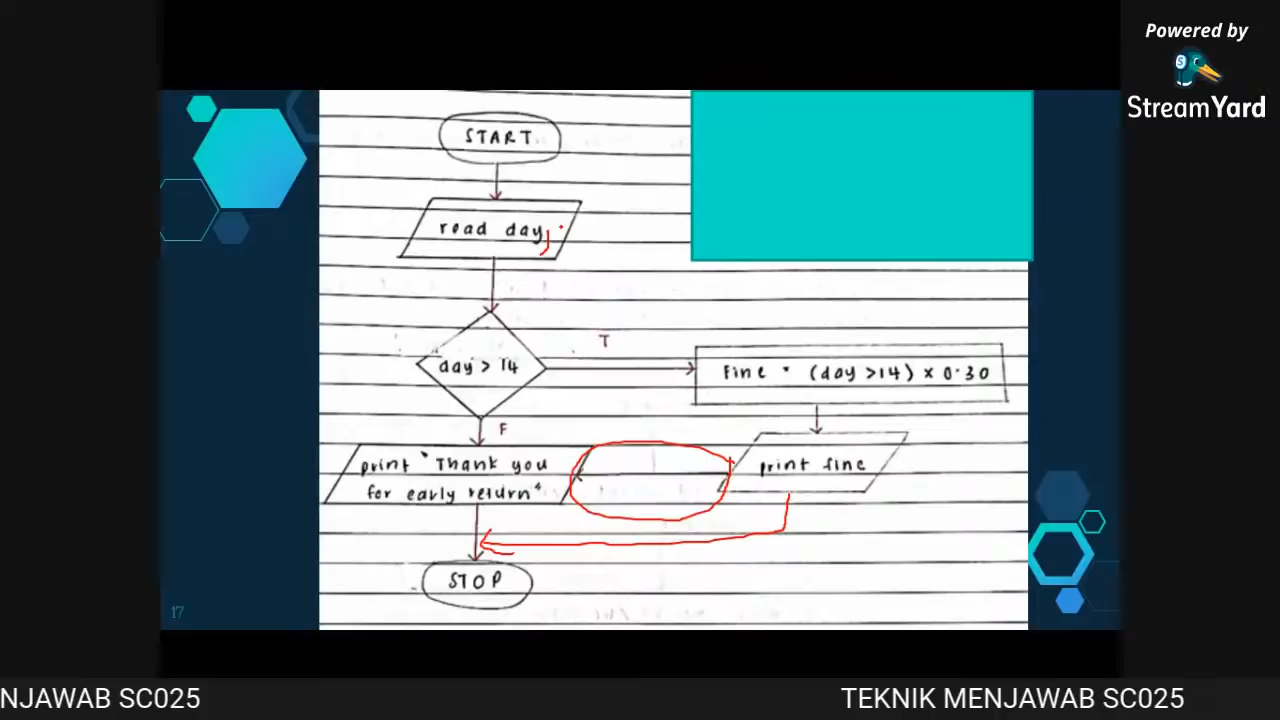 Powered by
StreamYard
START
read day
T
day > 14
fine = (day >14) x 0.30
F
print "Thank you
for early return"
print fine
STOP
17
NJAWAB SC025
TEKNIK MENJAWAB SC025